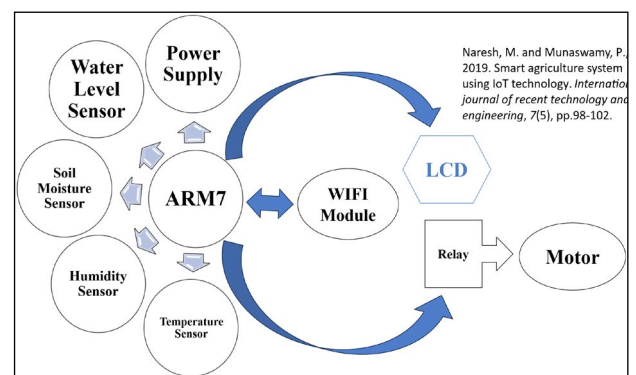 Power
Supply
Water
Level
Sensor
Soil
Moisture
Sensor
ARM7
Humidity
Sensor
Temperature
Sensor
WIFI
Module
LCD
Relay
Motor
Naresh, M. and Munaswamy, P.,
2019. Smart agriculture system
using IoT technology. Internatio
journal of recent technology and
engineering, 7(5), pp.98-102.